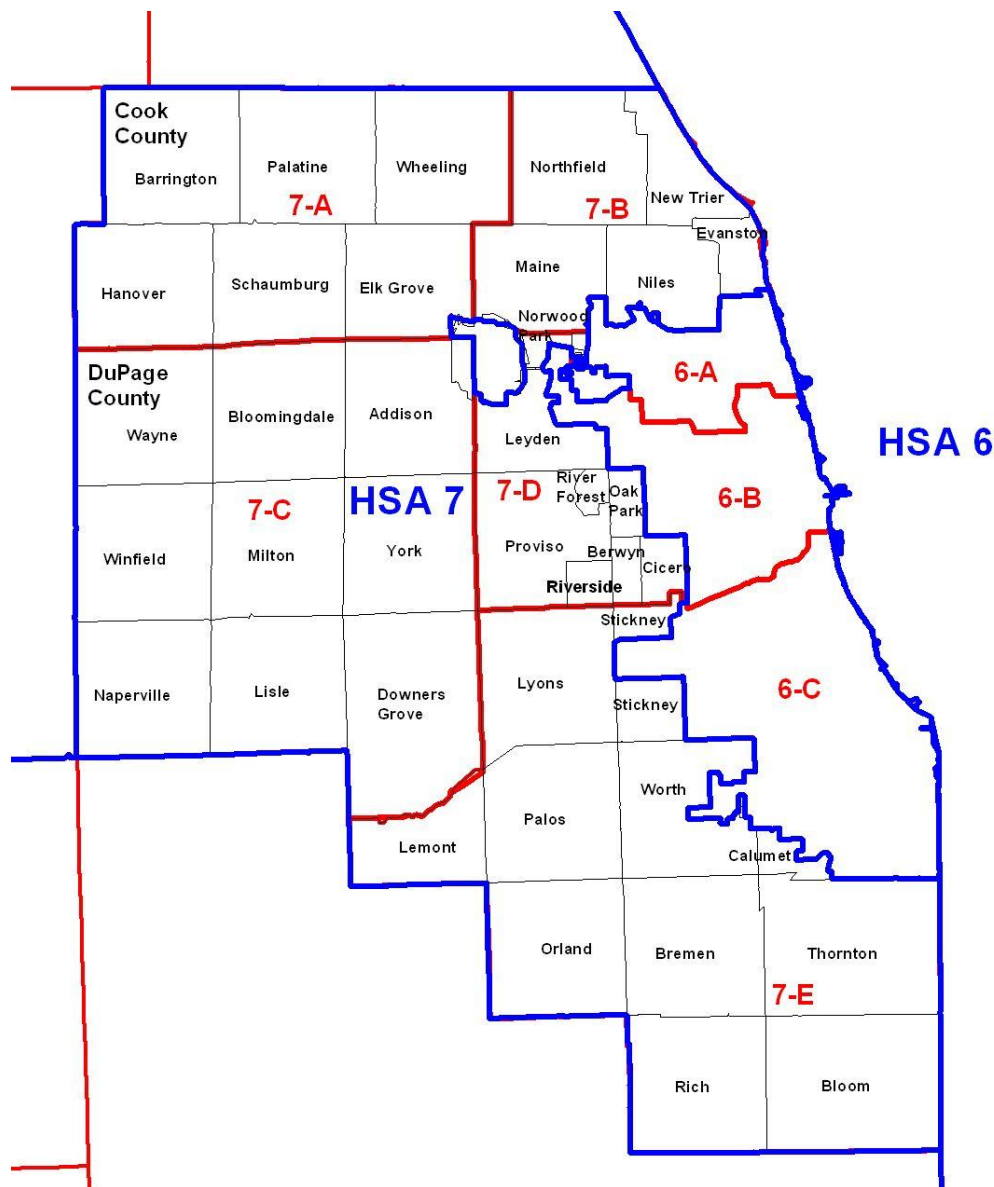 Cook
County
Barrington
Palatine
Wheeling
Northfield
New Trier
7-A
7-B
Evanston
Hanover
Schaumburg
Elk Grove
Maine
Niles
Norwood
Park
DuPage
County
6-A
Wayne
Bloomingdale
Addison
Leyden
HSA 6
7-C
HSA 7
7-D
River
Forest
Oak
Park
6-B
Winfield
Milton
York
Proviso
Berwyn
Cicero
Riverside
Stickney
Naperville
Lisle
Downers
Grove
Lyons
6-C
Stickney
Worth
Palos
Lemont
Calumet
Orland
Bremen
Thornton
7-E
Rich
Bloom